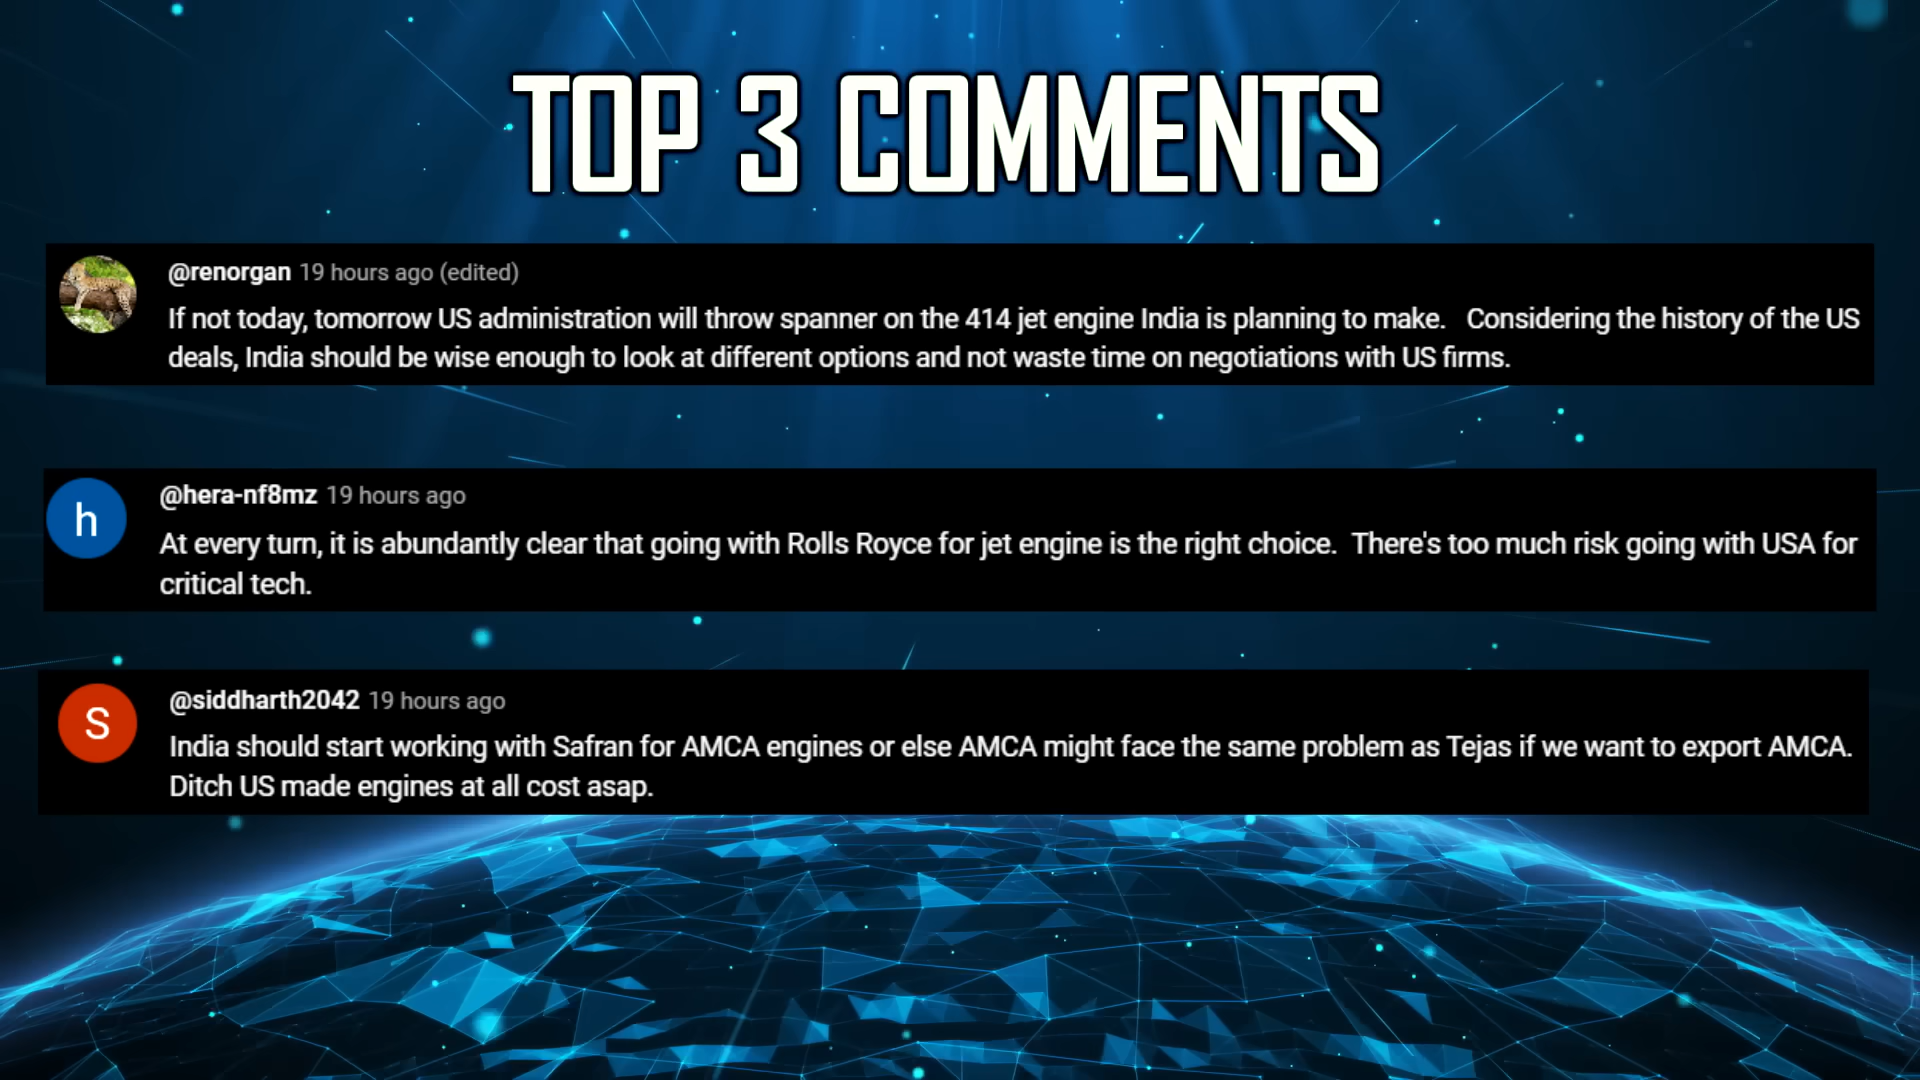 TOP 3 COMMENTS
@renorgan 19 hours ago (edited)
If not today, tomorrow US administration will throw spanner on the 414 jet engine India is planning to make. Considering the history of the US
deals, India should be wise enough to look at different options and not waste time on negotiations with US firms.
h
@hera-nf8mz 19 hours ago
At every turn, it is abundantly clear that going with Rolls Royce for jet engine is the right choice. There's too much risk going with USA for
critical tech.
S
@siddharth2042 19 hours ago
India should start working with Safran for AMCA engines or else AMCA might face the same problem as Tejas if we want to export AMCA.
Ditch US made engines at all cost asap.